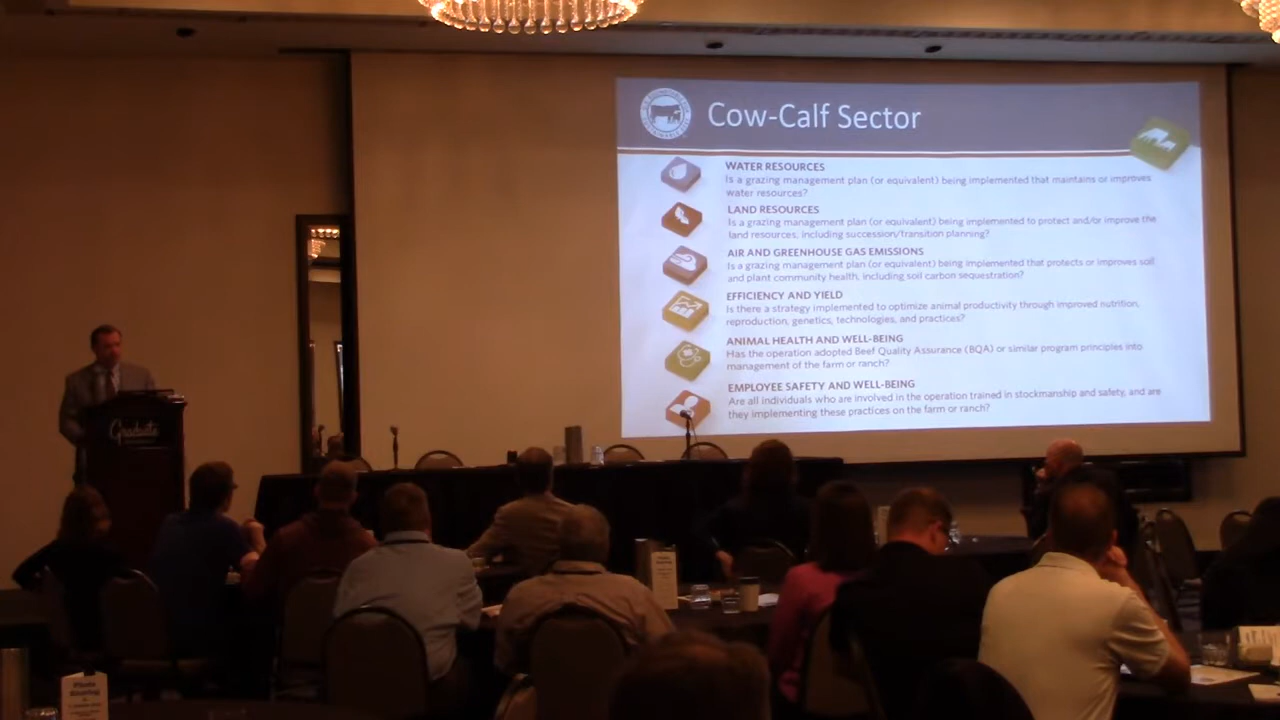 Cow-Calf Sector
WATER RESOURCES
Is a grazing management plan (or equivalent) being implemented that maintains or improves
water resources?
LAND RESOURCES
Is a grazing management plan (or equivalent) being implemented to protect and/or improve the
land resources, including succession/transition planning?
AIR AND GREENHOUSE GAS EMISSIONS
Is a grazing management plan (or equivalent) being implemented that protects or improves soil
and plant community health, including soil carbon sequestration?
EFFICIENCY AND YIELD
Is there a strategy implemented to optimize animal productivity through improved nutrition,
reproduction, genetics, technologies, and practices?
ANIMAL HEALTH AND WELL-BEING
Has the operation adopted Beef Quality Assurance (BQA) or similar program principles into
management of the farm or ranch?
EMPLOYEE SAFETY AND WELL-BEING
Are all individuals who are involved in the operation trained in stockmanship and safety, and are
they implementing these practices on the farm or ranch?
Graduate
Photo
Sharing